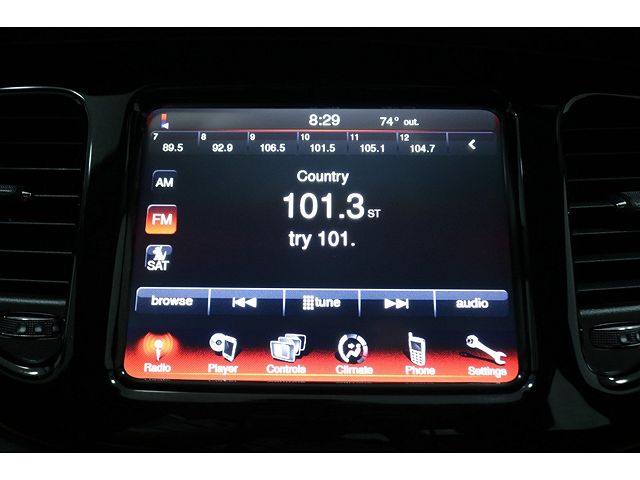 8:29 74° out.
7 8 9 10 11 12
89.5 92.9 106.5 101.5 105.1 104.7
AM
Country
101.3 ST
FM
try 101.
SAT
browse tune audio
Radio Player Controls Climate Phone Settings